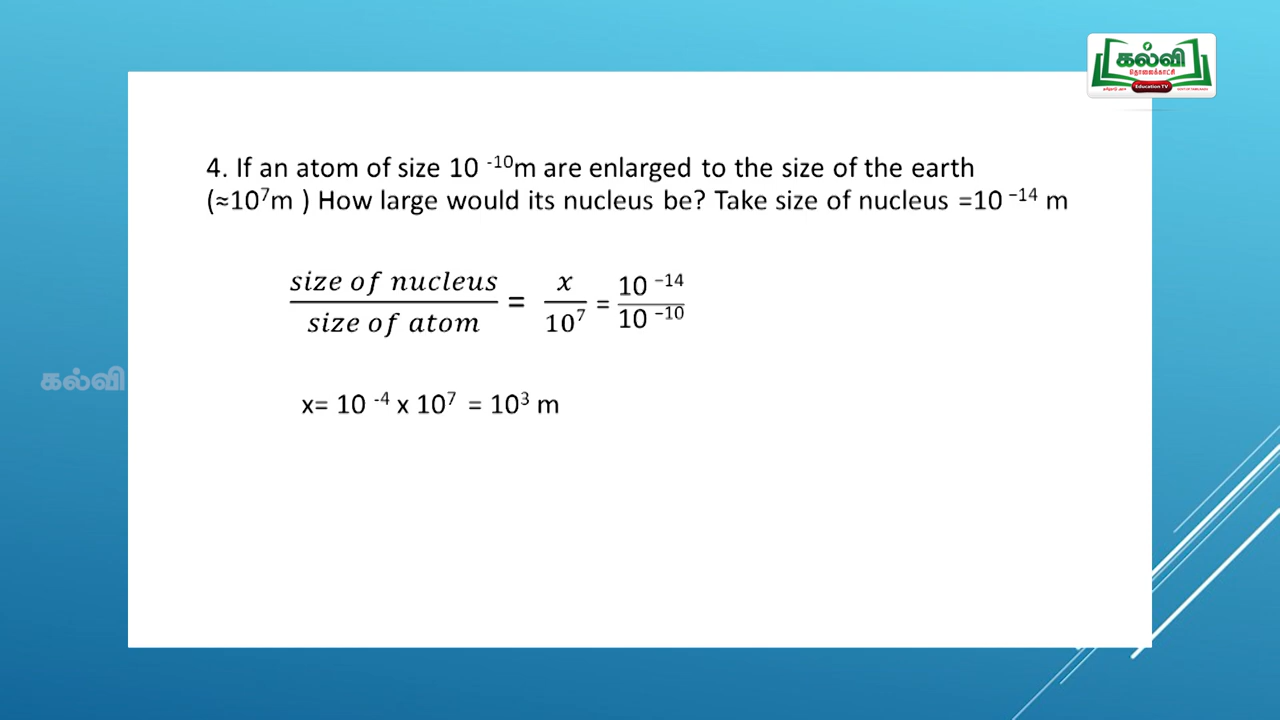 கல்வி
தொலைக்காட்சி
Education TV
4. If an atom of size 10 ⁻¹⁰m are enlarged to the size of the earth
(≈10⁷m ) How large would its nucleus be? Take size of nucleus =10 ⁻¹⁴ m
size of nucleus / size of atom = x / 10⁷ = 10 ⁻¹⁴ / 10 ⁻¹⁰
கல்வி
x= 10 ⁻⁴ x 10⁷ = 10³ m